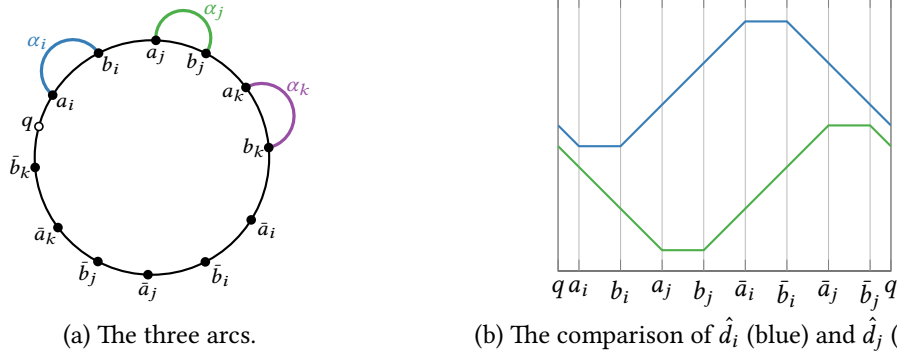 α_i
α_j
α_k
a_i
b_i
a_j
b_j
a_k
b_k
q
b̄_k
ā_k
b̄_j
ā_j
b̄_i
ā_i
(a) The three arcs.
q a_i b_i a_j b_j ā_i b̄_i ā_j b̄_j q
(b) The comparison of d̂_i (blue) and d̂_j (